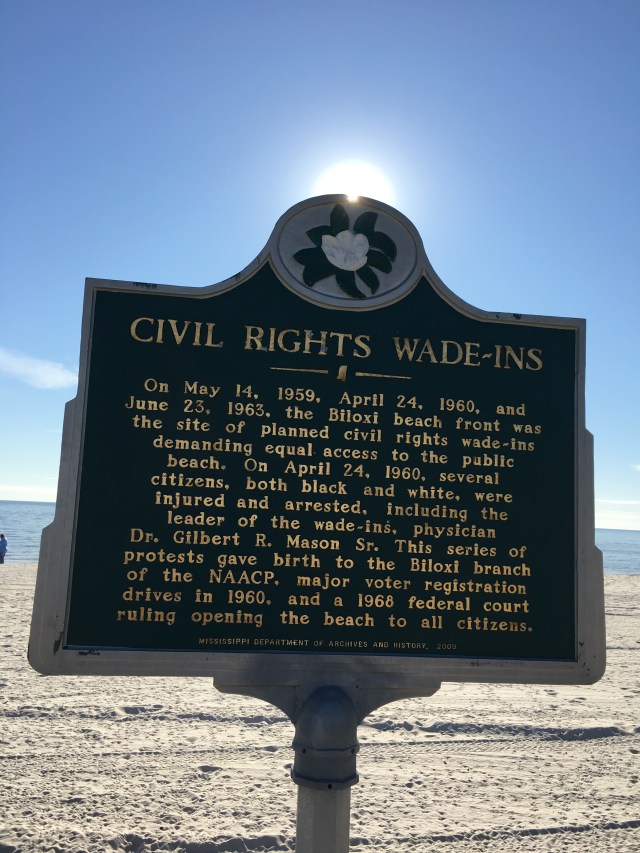 CIVIL RIGHTS WADE-INS
On May 14, 1959, April 24, 1960, and
June 23, 1963, the Biloxi beach front was
the site of planned civil rights wade-ins
demanding equal access to the public
beach. On April 24, 1960, several
citizens, both black and white, were
injured and arrested, including the
leader of the wade-ins, physician
Dr. Gilbert R. Mason Sr. This series of
protests gave birth to the Biloxi branch
of the NAACP, major voter registration
drives in 1960, and a 1968 federal court
ruling opening the beach to all citizens.
MISSISSIPPI DEPARTMENT OF ARCHIVES AND HISTORY, 2009